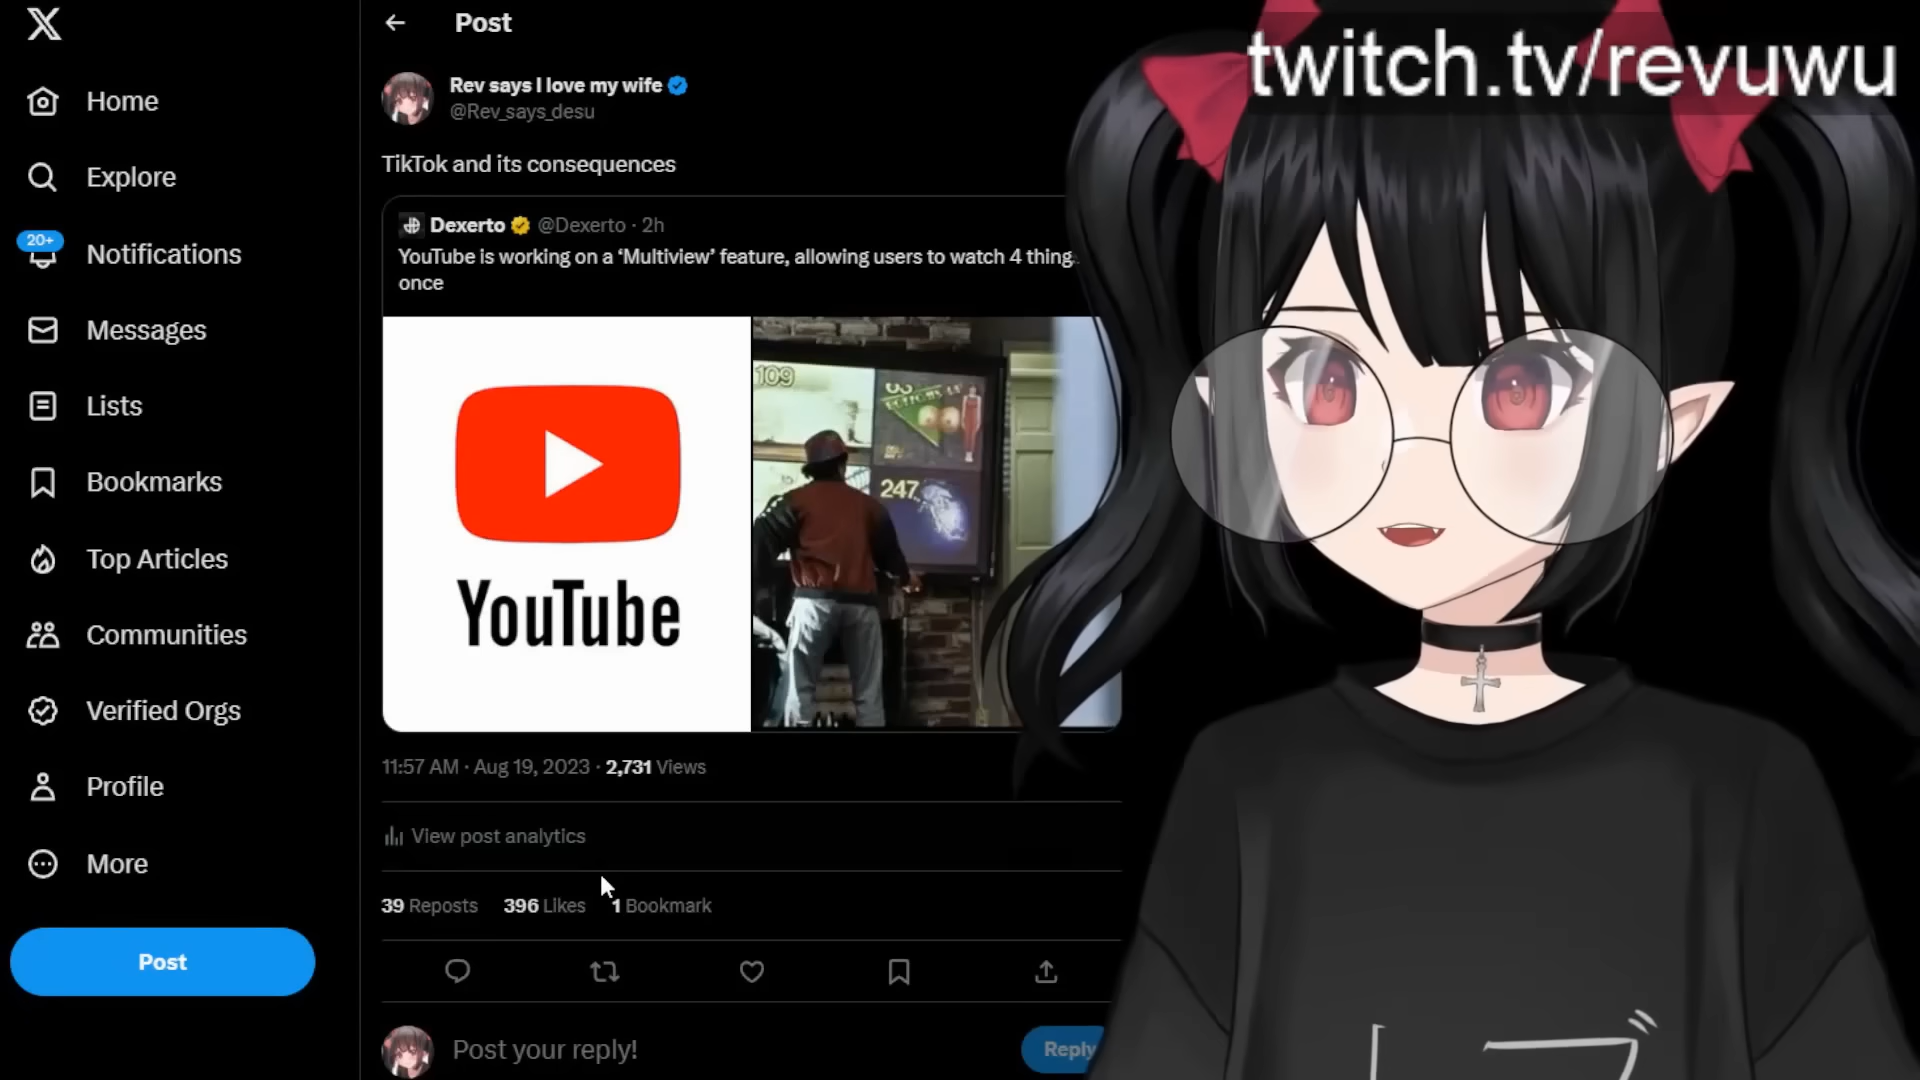 twitch.tv/revuwu
Post
Home
Explore
20+
Notifications
Messages
Lists
Bookmarks
Top Articles
Communities
Verified Orgs
Profile
More
Post
Rev says I love my wife
@Rev_says_desu
TikTok and its consequences
Dexerto @Dexerto · 2h
YouTube is working on a ‘Multiview’ feature, allowing users to watch 4 thing
once
YouTube
109
247
11:57 AM · Aug 19, 2023 · 2,731 Views
View post analytics
39 Reposts 396 Likes 1 Bookmark
Post your reply!
Reply